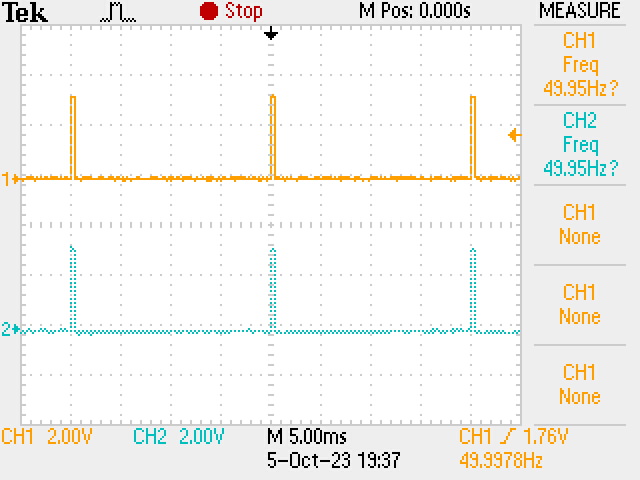 Tek Stop M Pos: 0.000s MEASURE
CH1
Freq
49.95Hz?
CH2
Freq
49.95Hz?
CH1
None
CH1
None
CH1
None
1
2
CH1 2.00V CH2 2.00V M 5.00ms CH1 1.76V
5-Oct-23 19:37 49.9978Hz